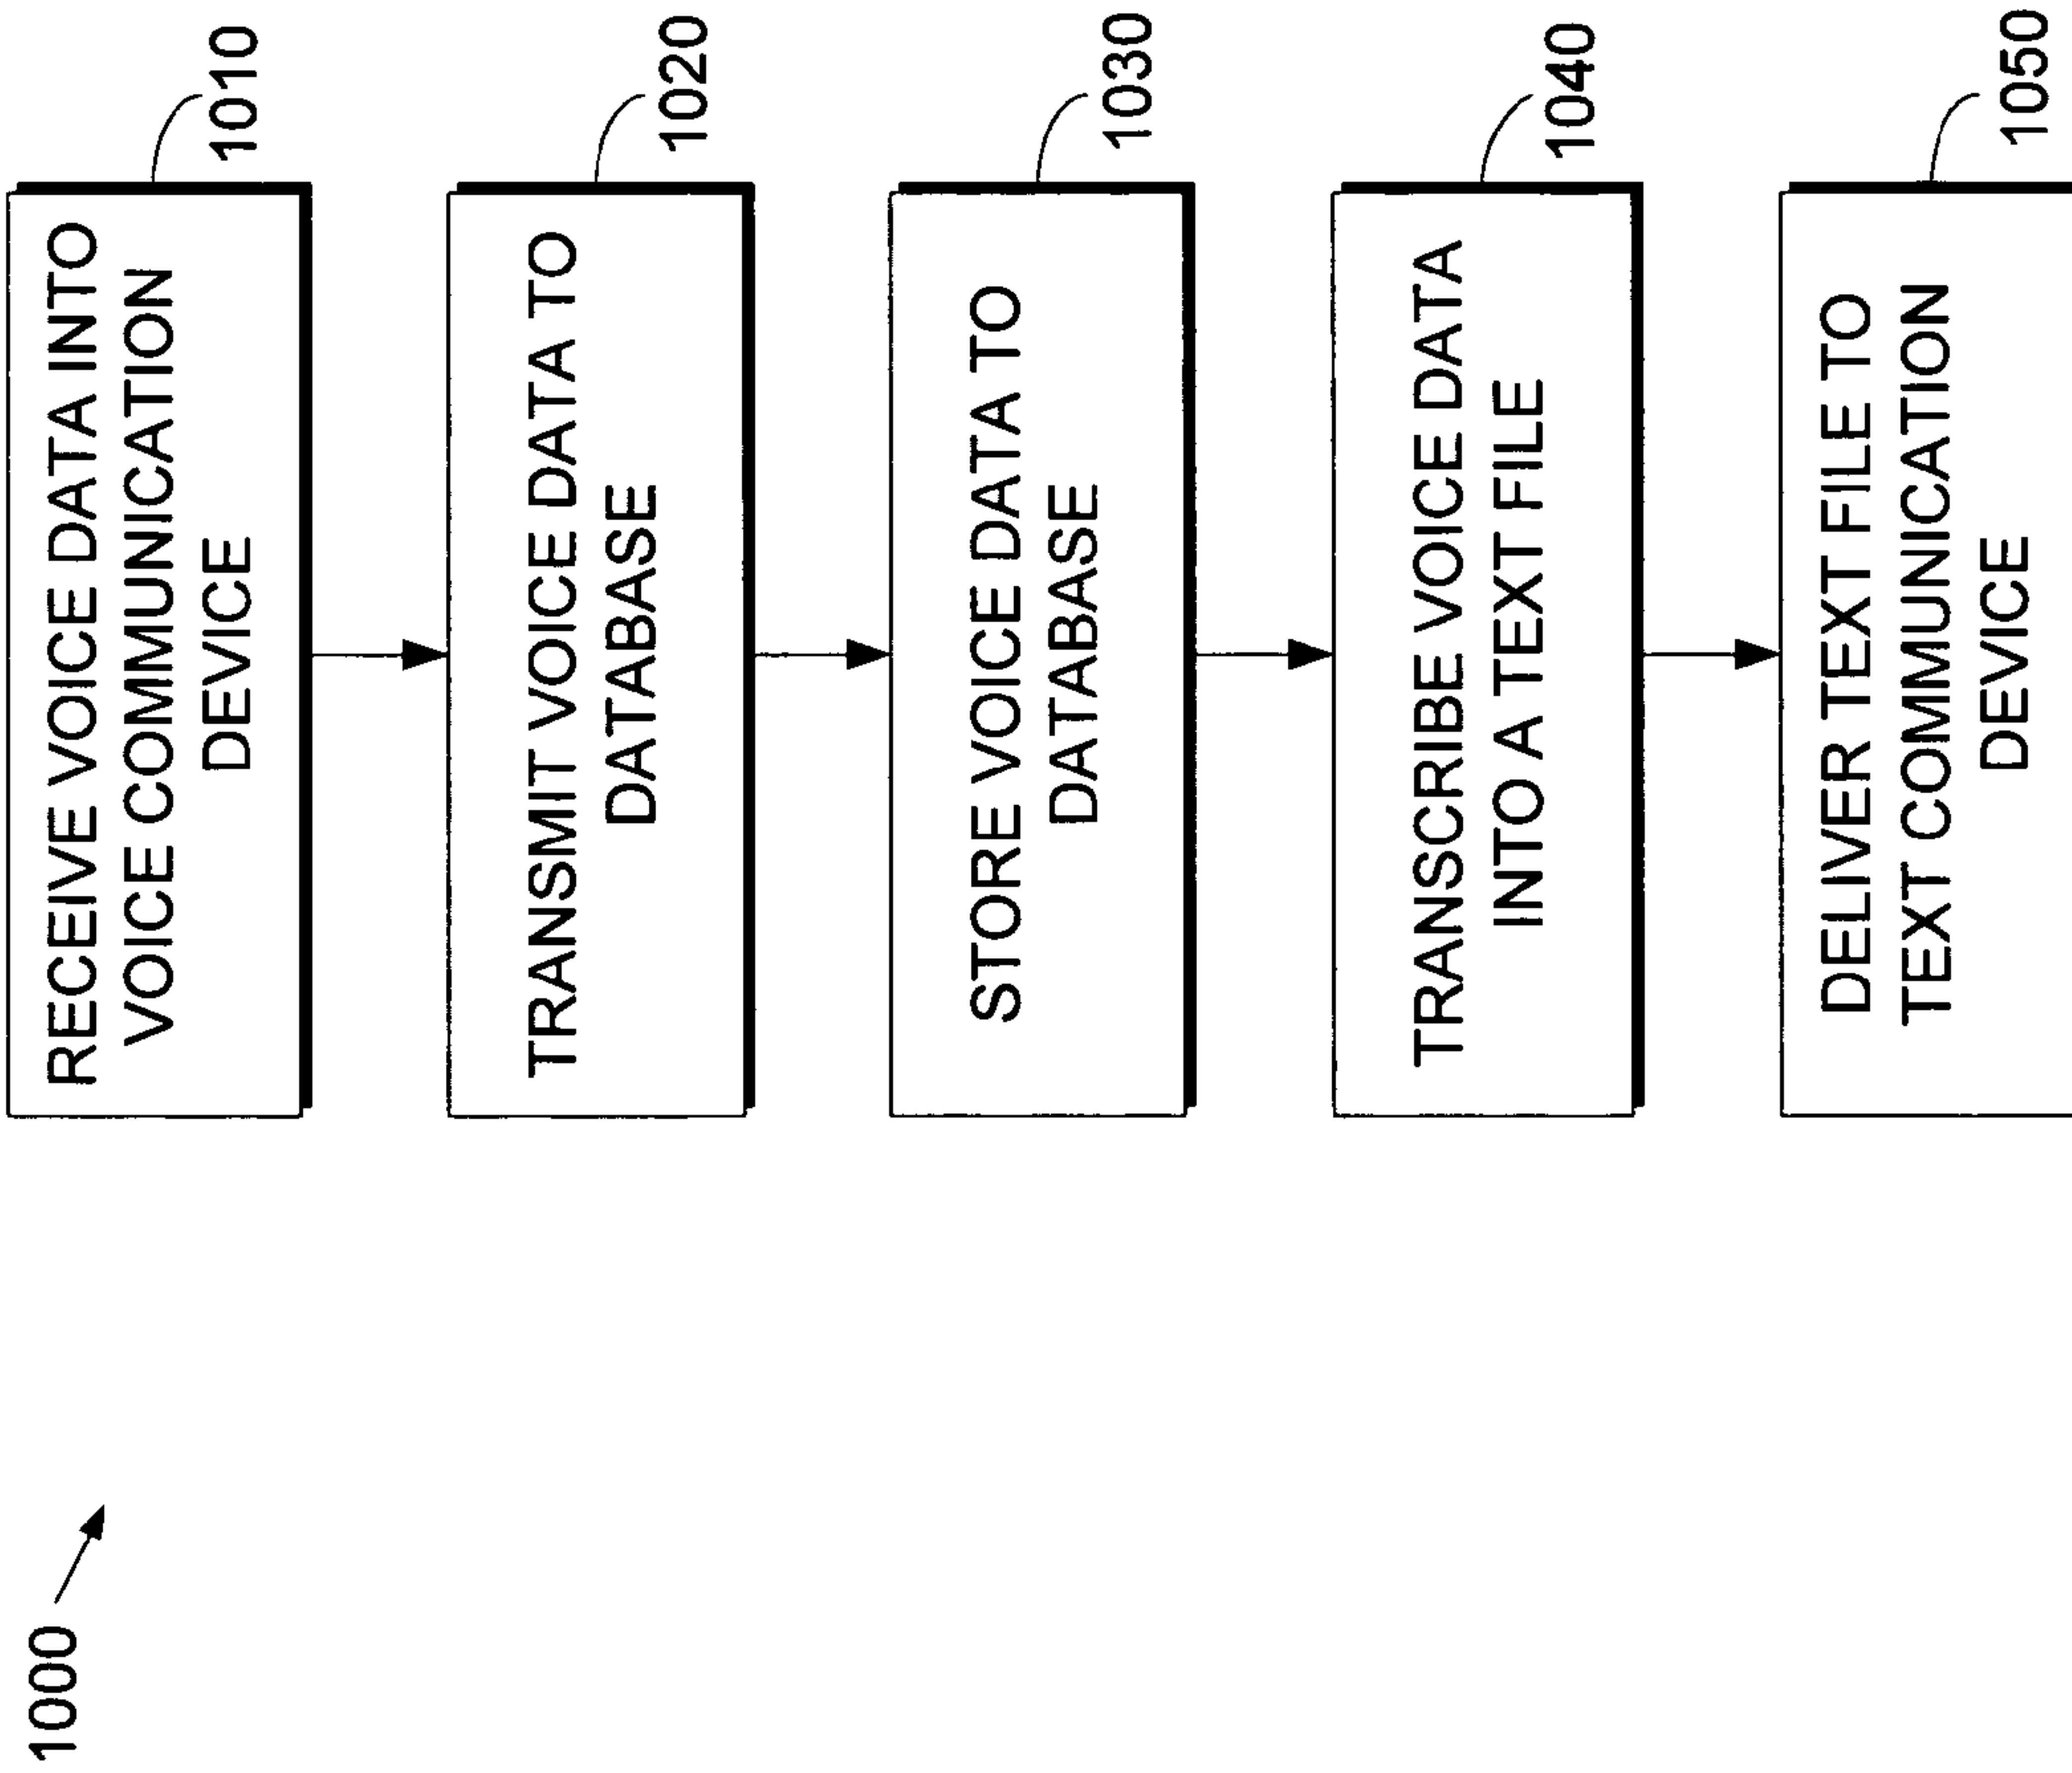 1000
RECEIVE VOICE DATA INTO
VOICE COMMUNICATION
DEVICE
1010
TRANSMIT VOICE DATA TO
DATABASE
1020
STORE VOICE DATA TO
DATABASE
1030
TRANSCRIBE VOICE DATA
INTO A TEXT FILE
1040
DELIVER TEXT FILE TO
TEXT COMMUNICATION
DEVICE
1050